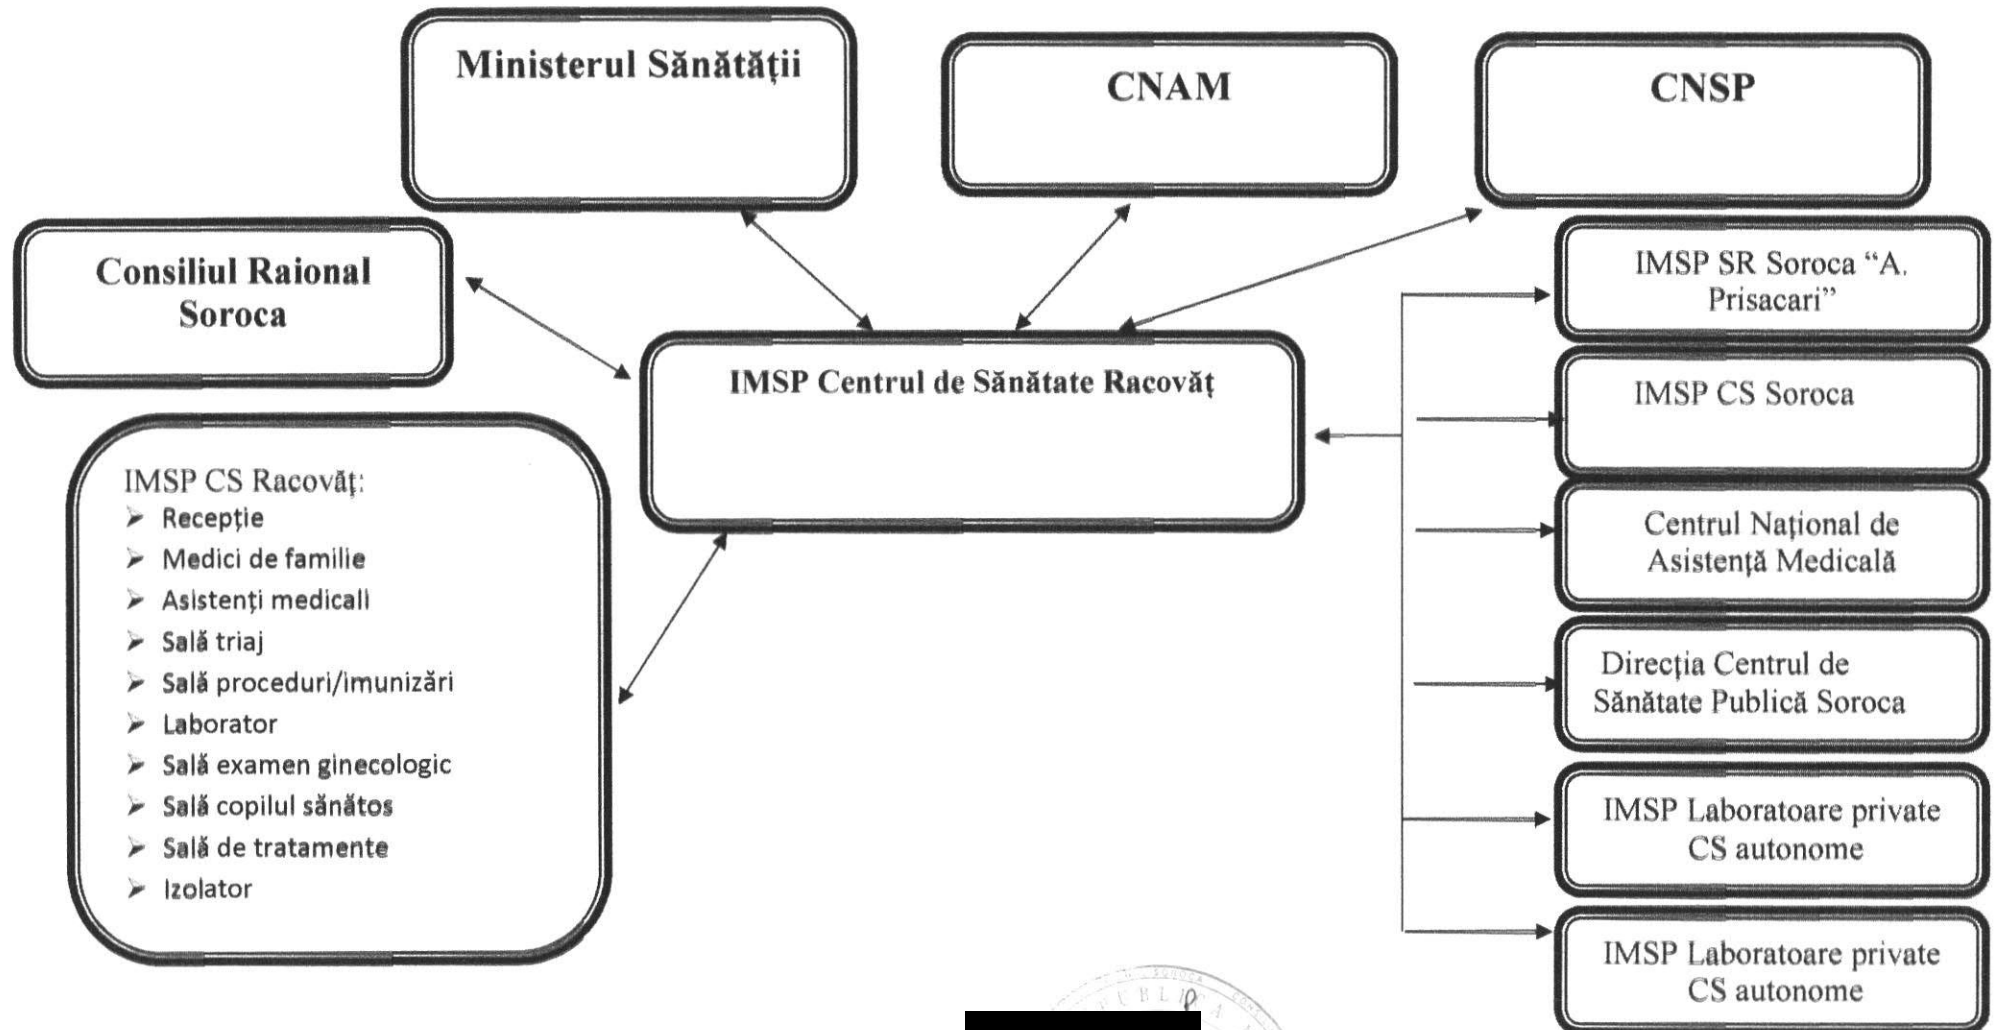 Ministerul Sănătății
CNAM
CNSP
Consiliul Raional
Soroca
IMSP Centrul de Sănătate Racovăț
IMSP CS Racovăț:
Recepție
Medici de familie
Asistenți medicali
Sală triaj
Sală proceduri/imunizări
Laborator
Sală examen ginecologic
Sală copilul sănătos
Sală de tratamente
Izolator
IMSP SR Soroca “A.
Prisacari”
IMSP CS Soroca
Centrul Național de
Asistență Medicală
Direcția Centrul de
Sănătate Publică Soroca
IMSP Laboratoare private
CS autonome
IMSP Laboratoare private
CS autonome
SOROCA